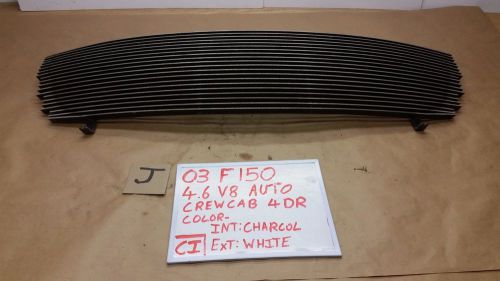 J
03 F150
4.6 V8 AUTO
CREWCAB 4DR
COLOR-
INT: CHARCOL
CI EXT: WHITE